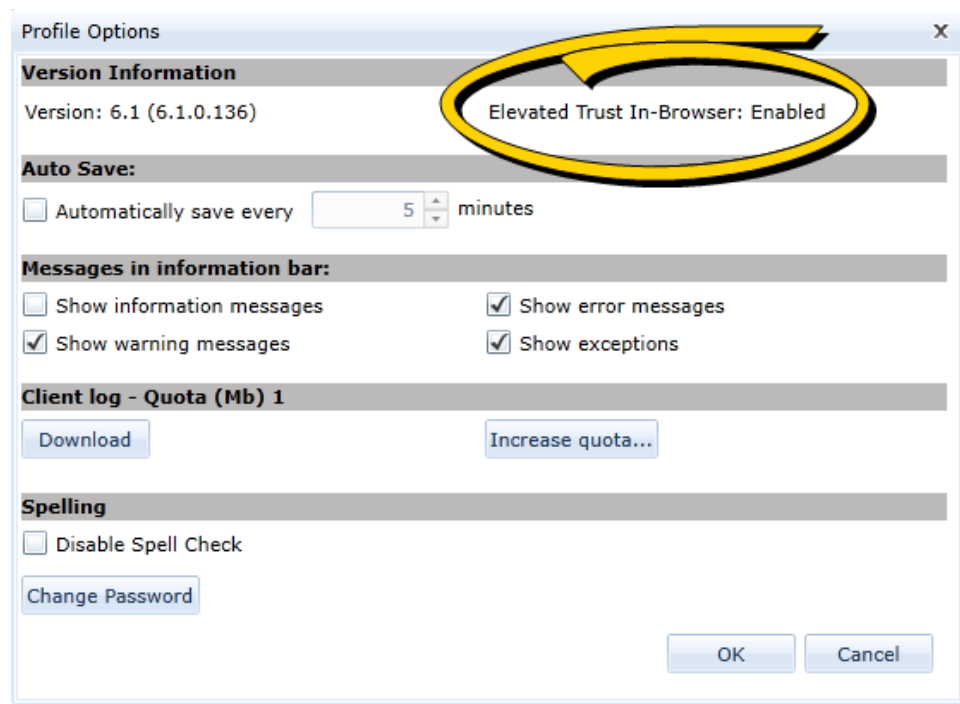 Profile Options x
Version Information
Version: 6.1 (6.1.0.136) Elevated Trust In-Browser: Enabled
Auto Save:
Automatically save every 5 minutes
Messages in information bar:
Show information messages Show error messages
Show warning messages Show exceptions
Client log - Quota (Mb) 1
Download Increase quota...
Spelling
Disable Spell Check
Change Password
OK Cancel